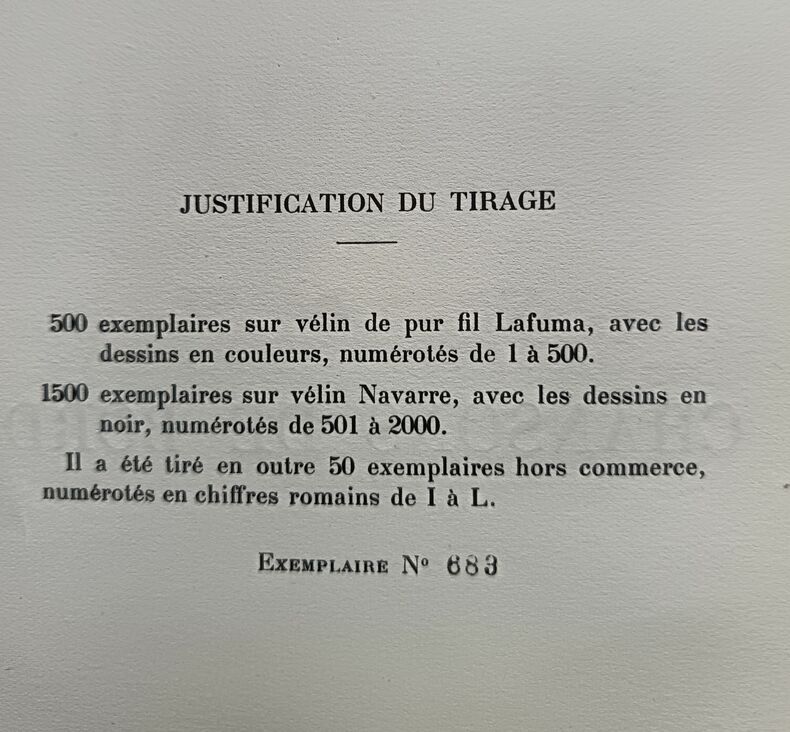 JUSTIFICATION DU TIRAGE
500 exemplaires sur vélin de pur fil Lafuma, avec les
dessins en couleurs, numérotés de 1 à 500.
1500 exemplaires sur vélin Navarre, avec les dessins en
noir, numérotés de 501 à 2000.
Il a été tiré en outre 50 exemplaires hors commerce,
numérotés en chiffres romains de I à L.
EXEMPLAIRE Nº 683